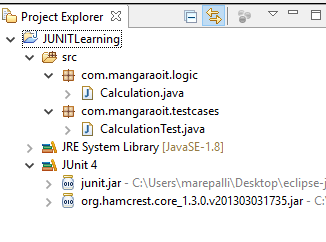 Project Explorer
JUNITLearning
src
com.mangaraoit.logic
Calculation.java
com.mangaraoit.testcases
CalculationTest.java
JRE System Library [JavaSE-1.8]
JUnit 4
junit.jar - C:\Users\marepalli\Desktop\eclipse-j
org.hamcrest.core_1.3.0.v201303031735.jar - C: